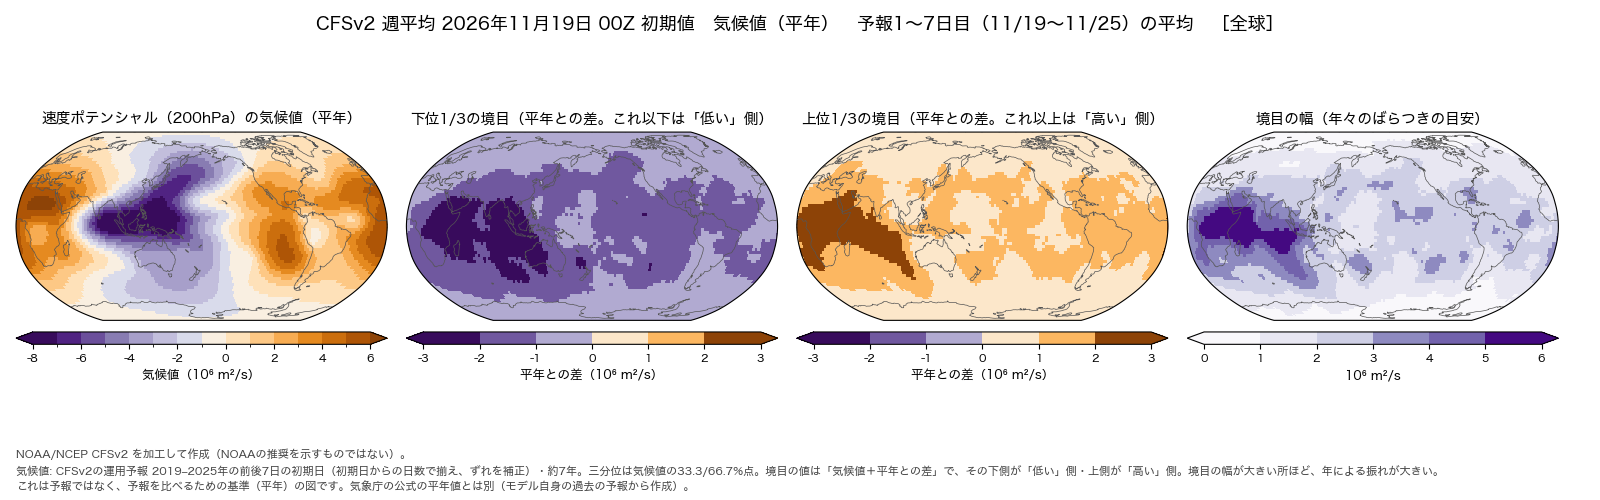 CFSv2 週平均 2026年11月19日 00Z 初期値　気候値（平年）　予報1～7日目（11/19～11/25）の平均　［全球］
速度ポテンシャル（200hPa）の気候値（平年）
下位1/3の境目（平年との差。これ以下は「低い」側）
上位1/3の境目（平年との差。これ以上は「高い」側）
境目の幅（年々のばらつきの目安）
-8 -6 -4 -2 0 2 4 6
-3 -2 -1 0 1 2 3
-3 -2 -1 0 1 2 3
0 1 2 3 4 5 6
気候値（10⁶ m²/s）
平年との差（10⁶ m²/s）
平年との差（10⁶ m²/s）
10⁶ m²/s
NOAA/NCEP CFSv2 を加工して作成（NOAAの推奨を示すものではない）。
気候値: CFSv2の運用予報 2019–2025年の前後7日の初期日（初期日からの日数で揃え、ずれを補正）・約7年。三分位は気候値の33.3/66.7%点。境目の値は「気候値＋平年との差」で、その下側が「低い」側・上側が「高い」側。境目の幅が大きい所ほど、年による振れが大きい。
これは予報ではなく、予報を比べるための基準（平年）の図です。気象庁の公式の平年値とは別（モデル自身の過去の予報から作成）。